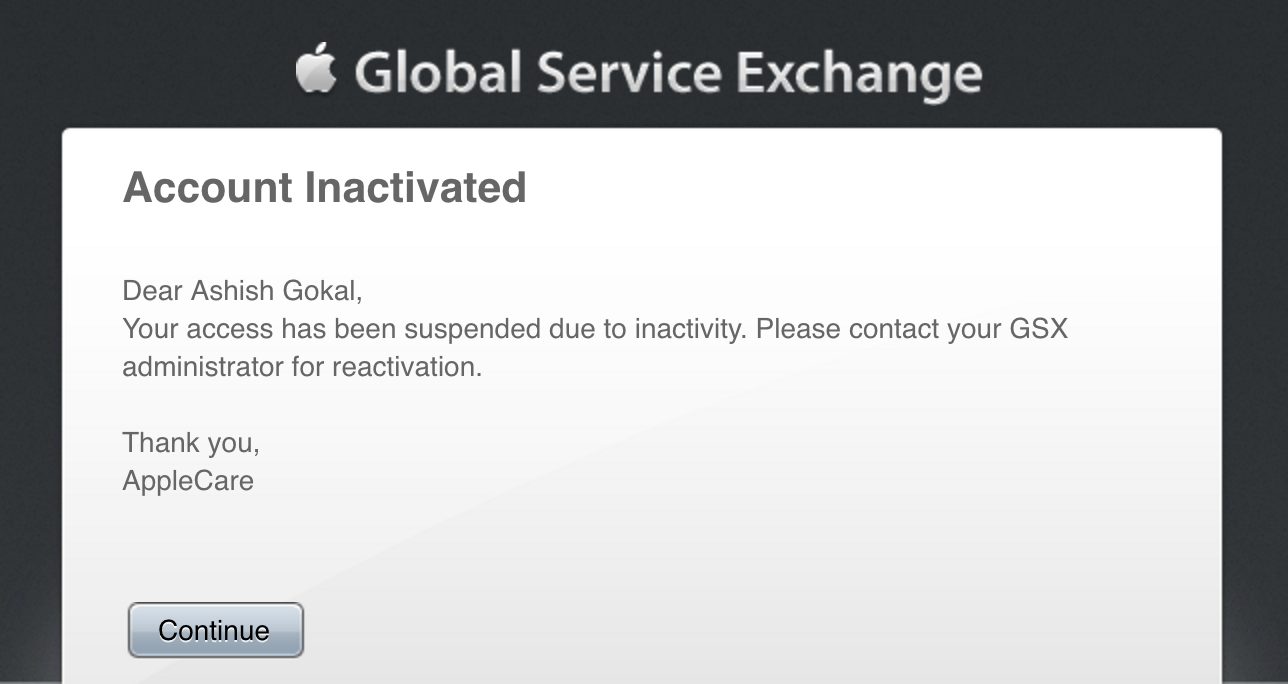 Global Service Exchange
Account Inactivated
Dear Ashish Gokal,
Your access has been suspended due to inactivity. Please contact your GSX
administrator for reactivation.
Thank you,
AppleCare
Continue